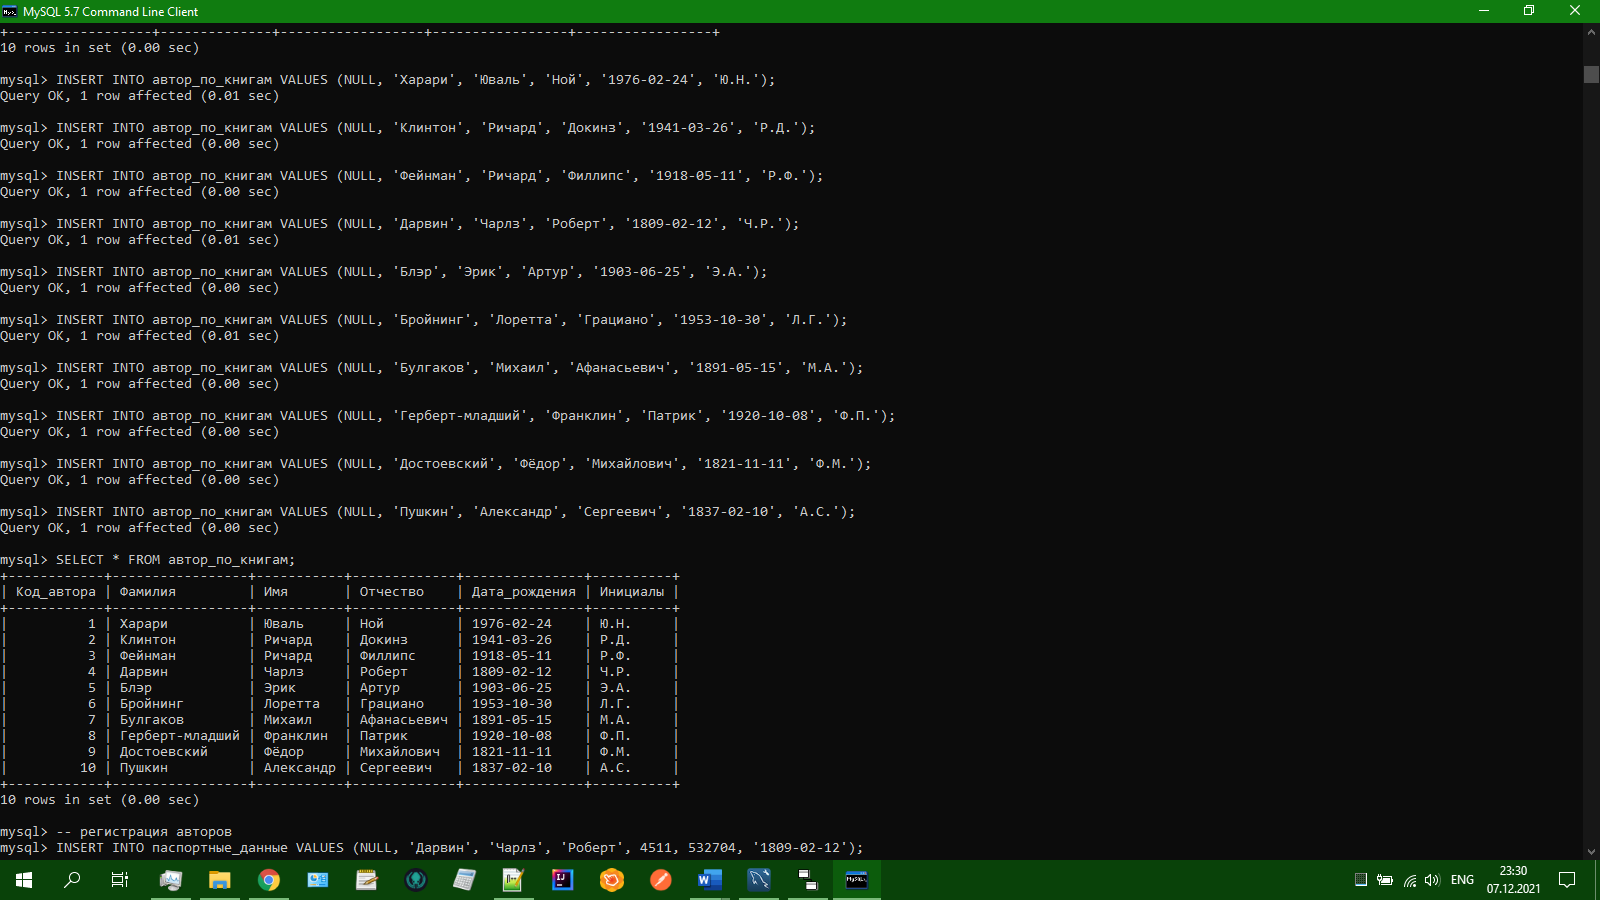 MySQL 5.7 Command Line Client
+------------------+--------------+------------------+-----------------+-----------------+
10 rows in set (0.00 sec)
mysql> INSERT INTO автор_по_книгам VALUES (NULL, 'Харари', 'Юваль', 'Ной', '1976-02-24', 'Ю.Н.');
Query OK, 1 row affected (0.01 sec)
mysql> INSERT INTO автор_по_книгам VALUES (NULL, 'Клинтон', 'Ричард', 'Докинз', '1941-03-26', 'Р.Д.');
Query OK, 1 row affected (0.00 sec)
mysql> INSERT INTO автор_по_книгам VALUES (NULL, 'Фейнман', 'Ричард', 'Филлипс', '1918-05-11', 'Р.Ф.');
Query OK, 1 row affected (0.00 sec)
mysql> INSERT INTO автор_по_книгам VALUES (NULL, 'Дарвин', 'Чарлз', 'Роберт', '1809-02-12', 'Ч.Р.');
Query OK, 1 row affected (0.01 sec)
mysql> INSERT INTO автор_по_книгам VALUES (NULL, 'Блэр', 'Эрик', 'Артур', '1903-06-25', 'Э.А.');
Query OK, 1 row affected (0.00 sec)
mysql> INSERT INTO автор_по_книгам VALUES (NULL, 'Бройнинг', 'Лоретта', 'Грациано', '1953-10-30', 'Л.Г.');
Query OK, 1 row affected (0.01 sec)
mysql> INSERT INTO автор_по_книгам VALUES (NULL, 'Булгаков', 'Михаил', 'Афанасьевич', '1891-05-15', 'М.А.');
Query OK, 1 row affected (0.00 sec)
mysql> INSERT INTO автор_по_книгам VALUES (NULL, 'Герберт-младший', 'Франклин', 'Патрик', '1920-10-08', 'Ф.П.');
Query OK, 1 row affected (0.00 sec)
mysql> INSERT INTO автор_по_книгам VALUES (NULL, 'Достоевский', 'Фёдор', 'Михайлович', '1821-11-11', 'Ф.М.');
Query OK, 1 row affected (0.00 sec)
mysql> INSERT INTO автор_по_книгам VALUES (NULL, 'Пушкин', 'Александр', 'Сергеевич', '1837-02-10', 'А.С.');
Query OK, 1 row affected (0.00 sec)
mysql> SELECT * FROM автор_по_книгам;
+------------+-----------------+-----------+-------------+---------------+----------+
| Код_автора | Фамилия         | Имя       | Отчество    | Дата_рождения | Инициалы |
+------------+-----------------+-----------+-------------+---------------+----------+
|          1 | Харари          | Юваль     | Ной         | 1976-02-24    | Ю.Н.     |
|          2 | Клинтон         | Ричард    | Докинз      | 1941-03-26    | Р.Д.     |
|          3 | Фейнман         | Ричард    | Филлипс     | 1918-05-11    | Р.Ф.     |
|          4 | Дарвин          | Чарлз     | Роберт      | 1809-02-12    | Ч.Р.     |
|          5 | Блэр            | Эрик      | Артур       | 1903-06-25    | Э.А.     |
|          6 | Бройнинг        | Лоретта   | Грациано    | 1953-10-30    | Л.Г.     |
|          7 | Булгаков        | Михаил    | Афанасьевич | 1891-05-15    | М.А.     |
|          8 | Герберт-младший | Франклин  | Патрик      | 1920-10-08    | Ф.П.     |
|          9 | Достоевский     | Фёдор     | Михайлович  | 1821-11-11    | Ф.М.     |
|         10 | Пушкин          | Александр | Сергеевич   | 1837-02-10    | А.С.     |
+------------+-----------------+-----------+-------------+---------------+----------+
10 rows in set (0.00 sec)
mysql> -- регистрация авторов
mysql> INSERT INTO паспортные_данные VALUES (NULL, 'Дарвин', 'Чарлз', 'Роберт', 4511, 532704, '1809-02-12');
ENG
23:30
07.12.2021